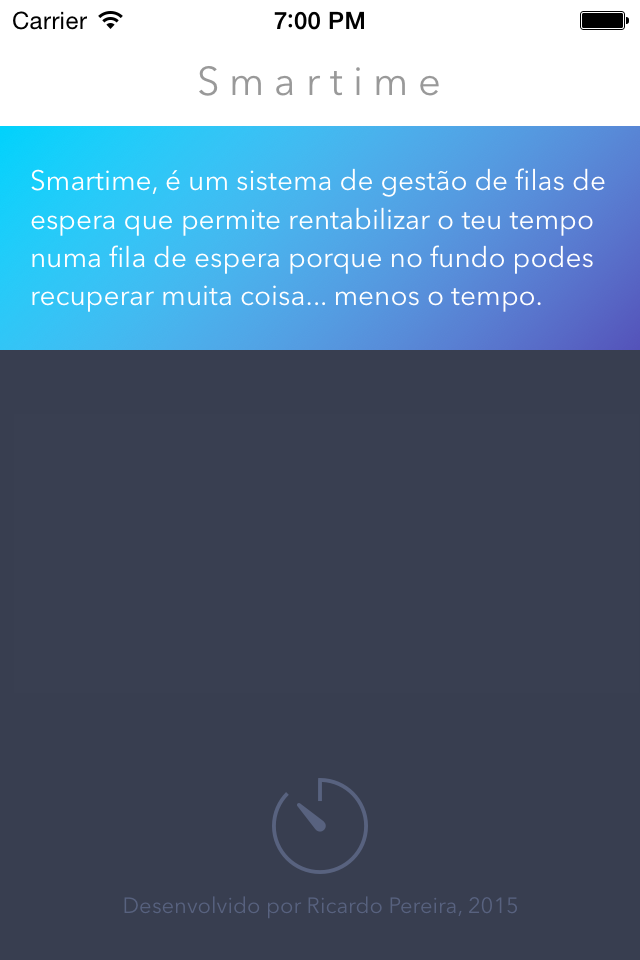 Carrier 7:00 PM
Smartime
Smartime, é um sistema de gestão de filas de
espera que permite rentabilizar o teu tempo
numa fila de espera porque no fundo podes
recuperar muita coisa... menos o tempo.
Desenvolvido por Ricardo Pereira, 2015